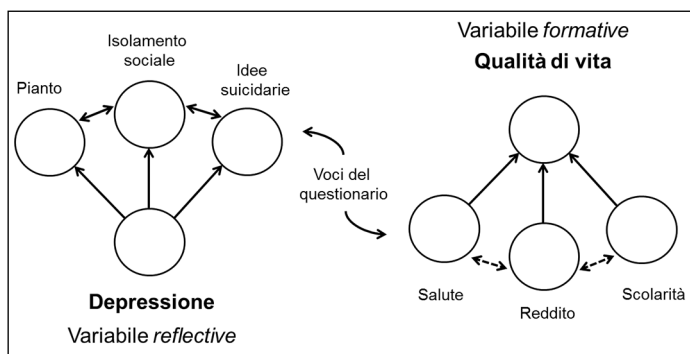 Isolamento
sociale
Pianto
Idee
suicidarie
Depressione
Variabile reflective
Voci del
questionario
Variabile formative
Qualità di vita
Salute
Reddito
Scolarità